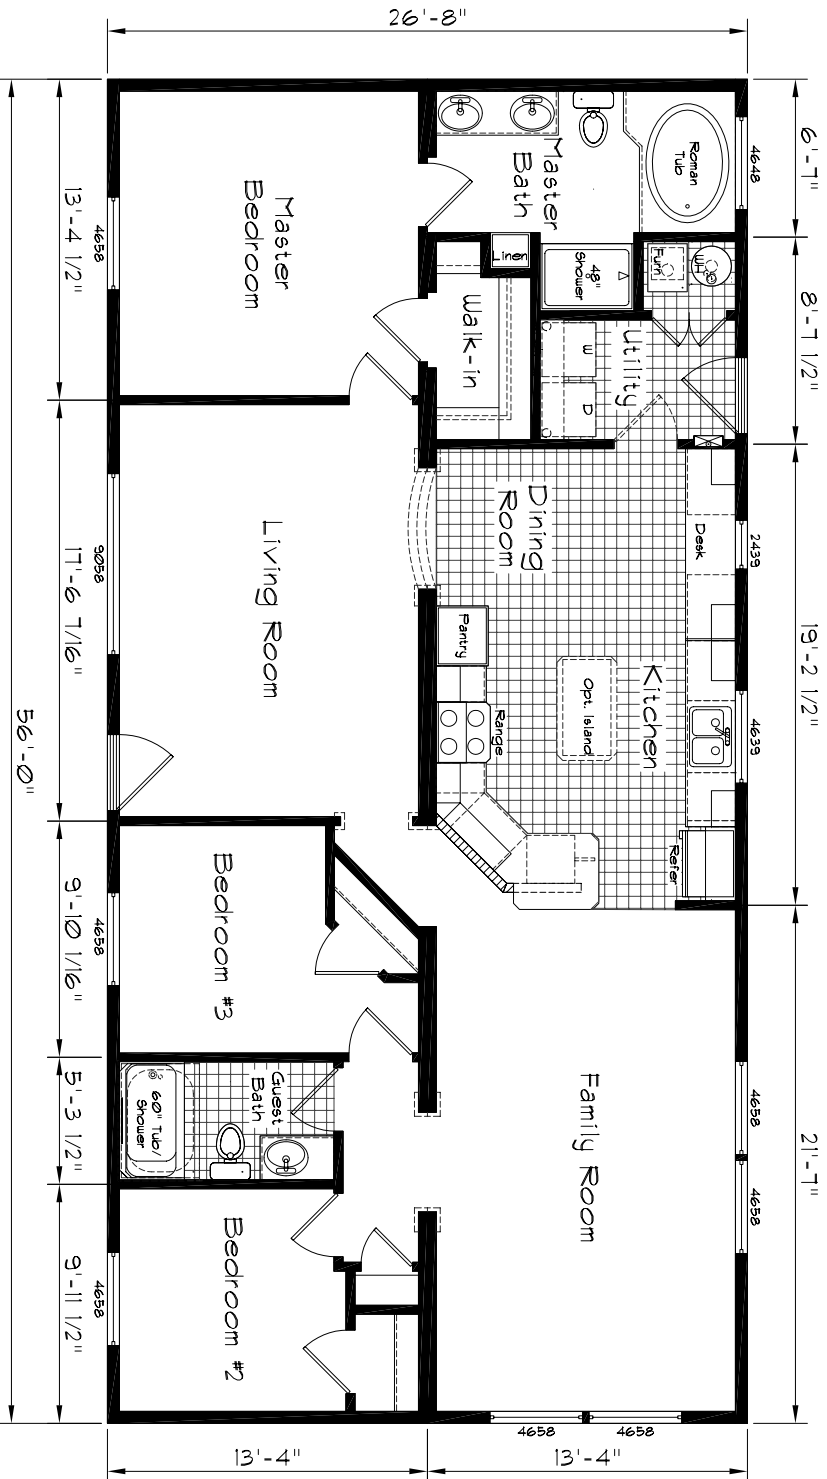 26'-8"
6'-7"
8'-7 1/2"
19'-2 1/2"
21'-7"
4648
2439
4639
4658
4658
Roman
Tub
Master
Bath
Linen
48"
Shower
Furn
WH
Utility
W
D
Walk-in
Dining
Room
Desk
Pantry
Kitchen
Opt. Island
Range
Refer
Family Room
Master
Bedroom
Living Room
Bedroom #3
Guest
Bath
60" Tub/
Shower
Bedroom #2
4658
9058
4658
4658
4658
4658
13'-4 1/2"
17'-6 7/16"
9'-10 1/16"
5'-3 1/2"
9'-11 1/2"
56'-0"
13'-4"
13'-4"